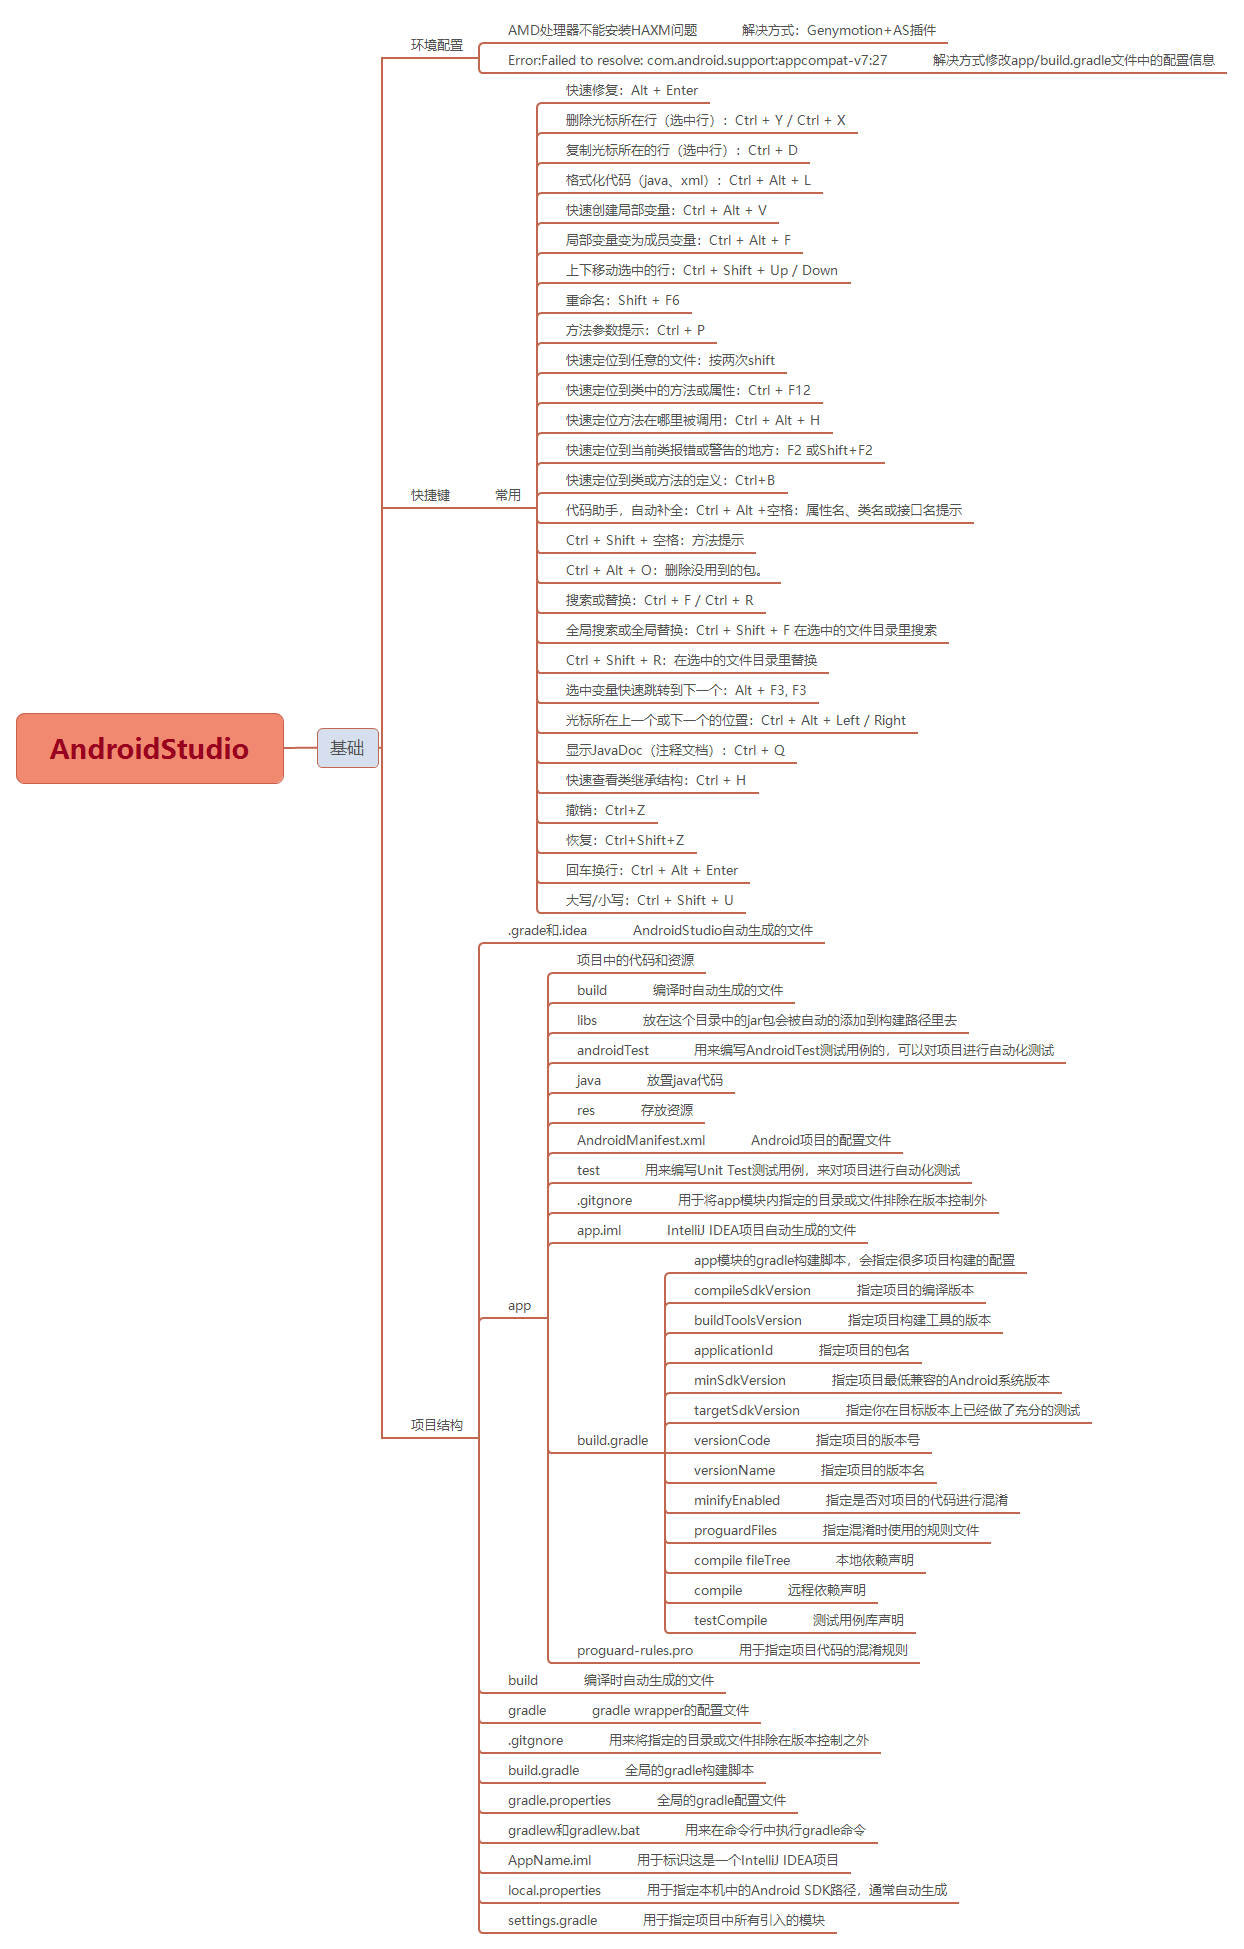 AndroidStudio
基础
环境配置
AMD处理器不能安装HAXM问题 解决方式：Genymotion+AS插件
Error:Failed to resolve: com.android.support:appcompat-v7:27 解决方式修改app/build.gradle文件中的配置信息
快捷键
常用
快速修复：Alt + Enter
删除光标所在行（选中行）：Ctrl + Y / Ctrl + X
复制光标所在的行（选中行）：Ctrl + D
格式化代码（java、xml）：Ctrl + Alt + L
快速创建局部变量：Ctrl + Alt + V
局部变量变为成员变量：Ctrl + Alt + F
上下移动选中的行：Ctrl + Shift + Up / Down
重命名：Shift + F6
方法参数提示：Ctrl + P
快速定位到任意的文件：按两次shift
快速定位到类中的方法或属性：Ctrl + F12
快速定位方法在哪里被调用：Ctrl + Alt + H
快速定位到当前类报错或警告的地方：F2 或Shift+F2
快速定位到类或方法的定义：Ctrl+B
代码助手，自动补全：Ctrl + Alt +空格：属性名、类名或接口名提示
Ctrl + Shift + 空格：方法提示
Ctrl + Alt + O：删除没用到的包。
搜索或替换：Ctrl + F / Ctrl + R
全局搜索或全局替换：Ctrl + Shift + F 在选中的文件目录里搜索
Ctrl + Shift + R：在选中的文件目录里替换
选中变量快速跳转到下一个：Alt + F3, F3
光标所在上一个或下一个的位置：Ctrl + Alt + Left / Right
显示JavaDoc（注释文档）：Ctrl + Q
快速查看类继承结构：Ctrl + H
撤销：Ctrl+Z
恢复：Ctrl+Shift+Z
回车换行：Ctrl + Alt + Enter
大写/小写：Ctrl + Shift + U
项目结构
.grade和.idea AndroidStudio自动生成的文件
app
项目中的代码和资源
build 编译时自动生成的文件
libs 放在这个目录中的jar包会被自动的添加到构建路径里去
androidTest 用来编写AndroidTest测试用例的，可以对项目进行自动化测试
java 放置java代码
res 存放资源
AndroidManifest.xml Android项目的配置文件
test 用来编写Unit Test测试用例，来对项目进行自动化测试
.gitgnore 用于将app模块内指定的目录或文件排除在版本控制外
app.iml IntelliJ IDEA项目自动生成的文件
build.gradle
app模块的gradle构建脚本，会指定很多项目构建的配置
compileSdkVersion 指定项目的编译版本
buildToolsVersion 指定项目构建工具的版本
applicationId 指定项目的包名
minSdkVersion 指定项目最低兼容的Android系统版本
targetSdkVersion 指定你在目标版本上已经做了充分的测试
versionCode 指定项目的版本号
versionName 指定项目的版本名
minifyEnabled 指定是否对项目的代码进行混淆
proguardFiles 指定混淆时使用的规则文件
compile fileTree 本地依赖声明
compile 远程依赖声明
testCompile 测试用例库声明
proguard-rules.pro 用于指定项目代码的混淆规则
build 编译时自动生成的文件
gradle gradle wrapper的配置文件
.gitgnore 用来将指定的目录或文件排除在版本控制之外
build.gradle 全局的gradle构建脚本
gradle.properties 全局的gradle配置文件
gradlew和gradlew.bat 用来在命令行中执行gradle命令
AppName.iml 用于标识这是一个IntelliJ IDEA项目
local.properties 用于指定本机中的Android SDK路径，通常自动生成
settings.gradle 用于指定项目中所有引入的模块